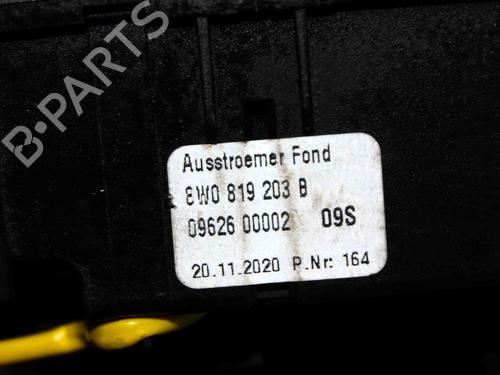 B-PARTS
Ausstroemer Fond
8W0 819 203 B
09626 00002 09S
20.11.2020 P.Nr: 164